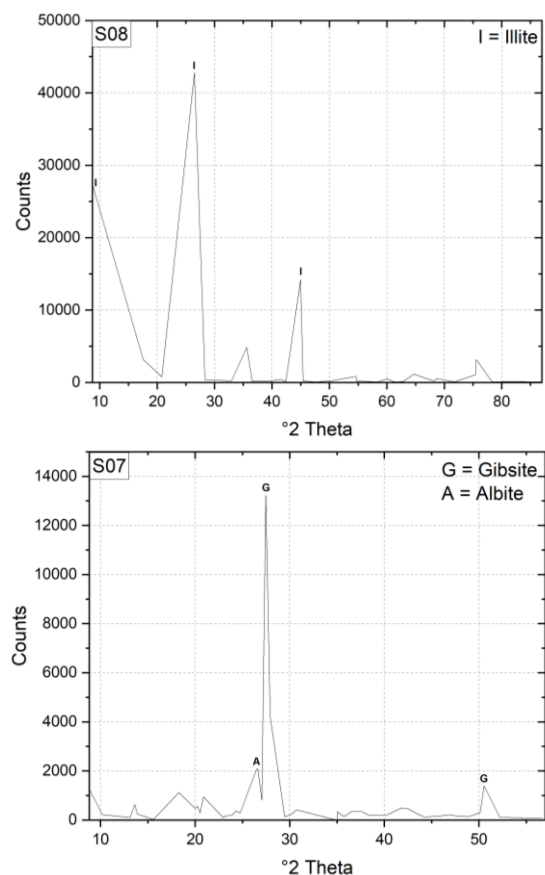 S08
I = Illite
50000
40000
30000
20000
10000
0
Counts
I
I
I
10 20 30 40 50 60 70 80
°2 Theta
S07
G = Gibsite
A = Albite
14000
12000
10000
8000
6000
4000
2000
0
Counts
G
A
G
10 20 30 40 50
°2 Theta